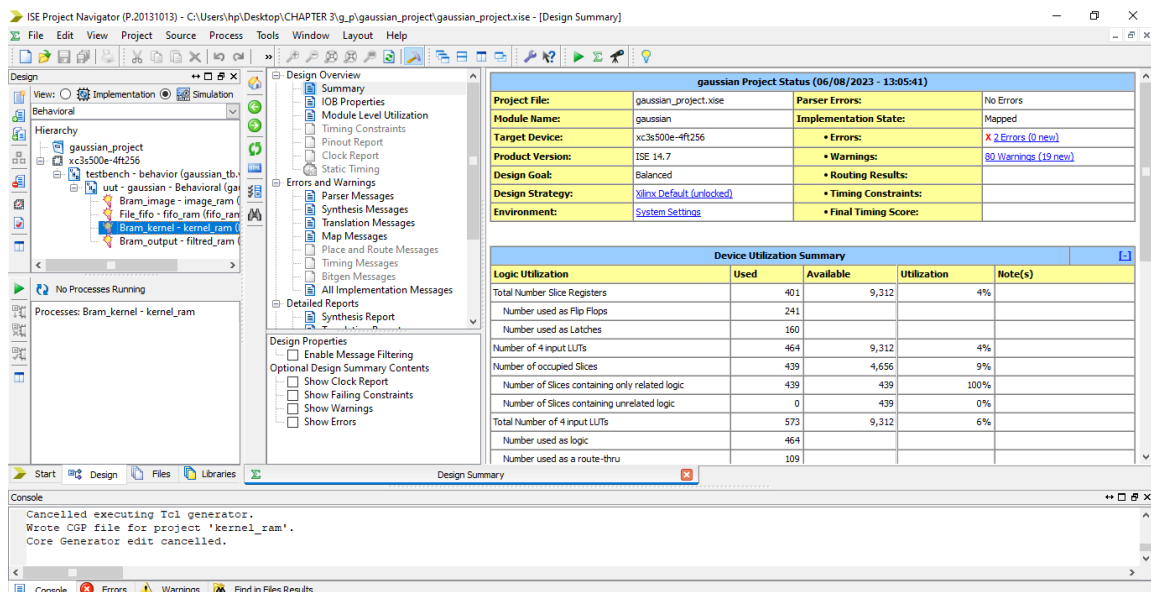 ISE Project Navigator (P.20131013) - C:\Users\hp\Desktop\CHAPTER 3\g_p\gaussian_project\gaussian_project.xise - [Design Summary]
File Edit View Project Source Process Tools Window Layout Help
Design
View: Implementation Simulation
Behavioral
Hierarchy
gaussian_project
xc3s500e-4ft256
testbench - behavior (gaussian_tb.v
uut - gaussian - Behavioral (gau
Bram_image - image_ram (
File_fifo - fifo_ram (fifo_ran
Bram_kernel - kernel_ram (
Bram_output - filtred_ram (
No Processes Running
Processes: Bram_kernel - kernel_ram
Start Design Files Libraries
Design Overview
Summary
IOB Properties
Module Level Utilization
Timing Constraints
Pinout Report
Clock Report
Static Timing
Errors and Warnings
Parser Messages
Synthesis Messages
Translation Messages
Map Messages
Place and Route Messages
Timing Messages
Bitgen Messages
All Implementation Messages
Detailed Reports
Synthesis Report
Design Properties
Enable Message Filtering
Optional Design Summary Contents
Show Clock Report
Show Failing Constraints
Show Warnings
Show Errors
gaussian Project Status (06/08/2023 - 13:05:41)
Project File: gaussian_project.xise Parser Errors: No Errors
Module Name: gaussian Implementation State: Mapped
Target Device: xc3s500e-4ft256 • Errors: X 2 Errors (0 new)
Product Version: ISE 14.7 • Warnings: 80 Warnings (19 new)
Design Goal: Balanced • Routing Results:
Design Strategy: Xilinx Default (unlocked) • Timing Constraints:
Environment: System Settings • Final Timing Score:
Device Utilization Summary [-]
Logic Utilization Used Available Utilization Note(s)
Total Number Slice Registers 401 9,312 4%
Number used as Flip Flops 241
Number used as Latches 160
Number of 4 input LUTs 464 9,312 4%
Number of occupied Slices 439 4,656 9%
Number of Slices containing only related logic 439 439 100%
Number of Slices containing unrelated logic 0 439 0%
Total Number of 4 input LUTs 573 9,312 6%
Number used as logic 464
Number used as a route-thru 109
Design Summary
Console
Cancelled executing Tcl generator.
Wrote CGP file for project 'kernel_ram'.
Core Generator edit cancelled.
Console Errors Warnings Find in Files Results